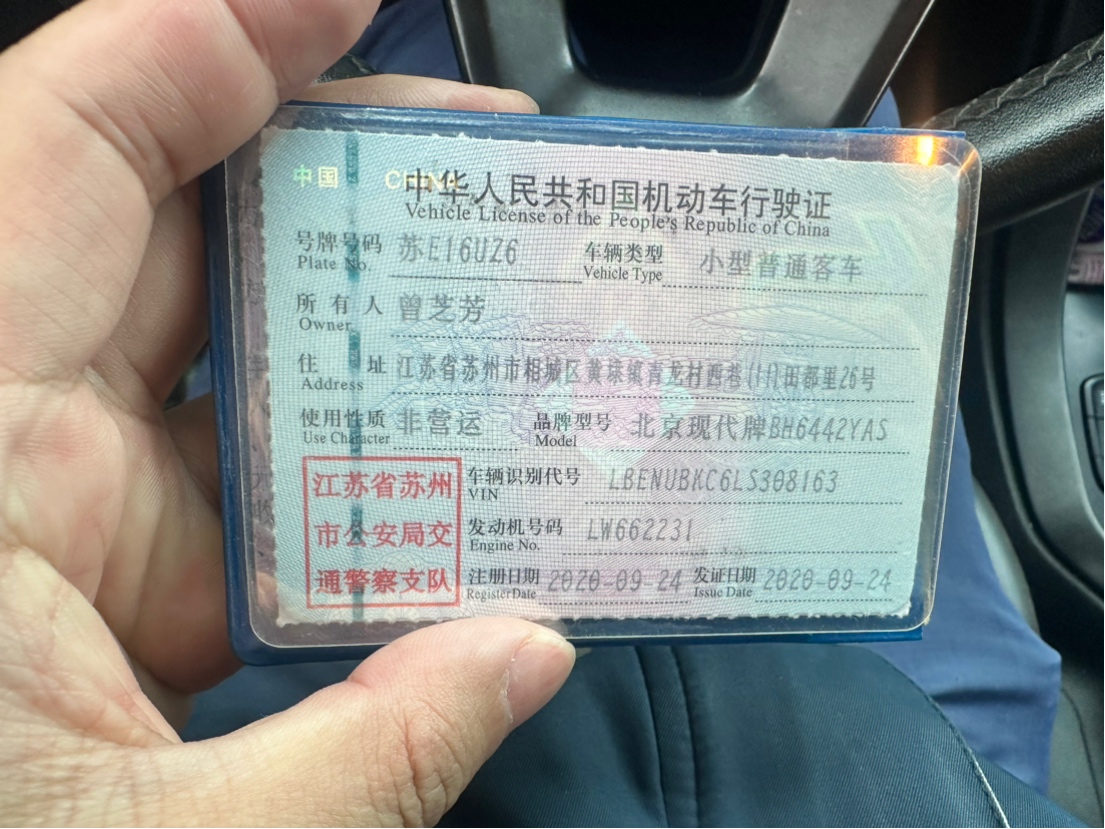 中国 CHINA
中华人民共和国机动车行驶证
Vehicle License of the People's Republic of China
号牌号码 苏E16UZ6 车辆类型 小型普通客车
Plate No. Vehicle Type
所有人 曾芝芳
Owner
住址 江苏省苏州市相城区黄埭镇青龙村西巷(11)田都里26号
Address
使用性质 非营运 品牌型号 北京现代牌BH6442YAS
Use Character Model
江苏省苏州 车辆识别代号 LBENUBKC6LS308163
VIN
市公安局交 发动机号码 LW662231
Engine No.
通警察支队 注册日期 2020-09-24 发证日期 2020-09-24
Register Date Issue Date